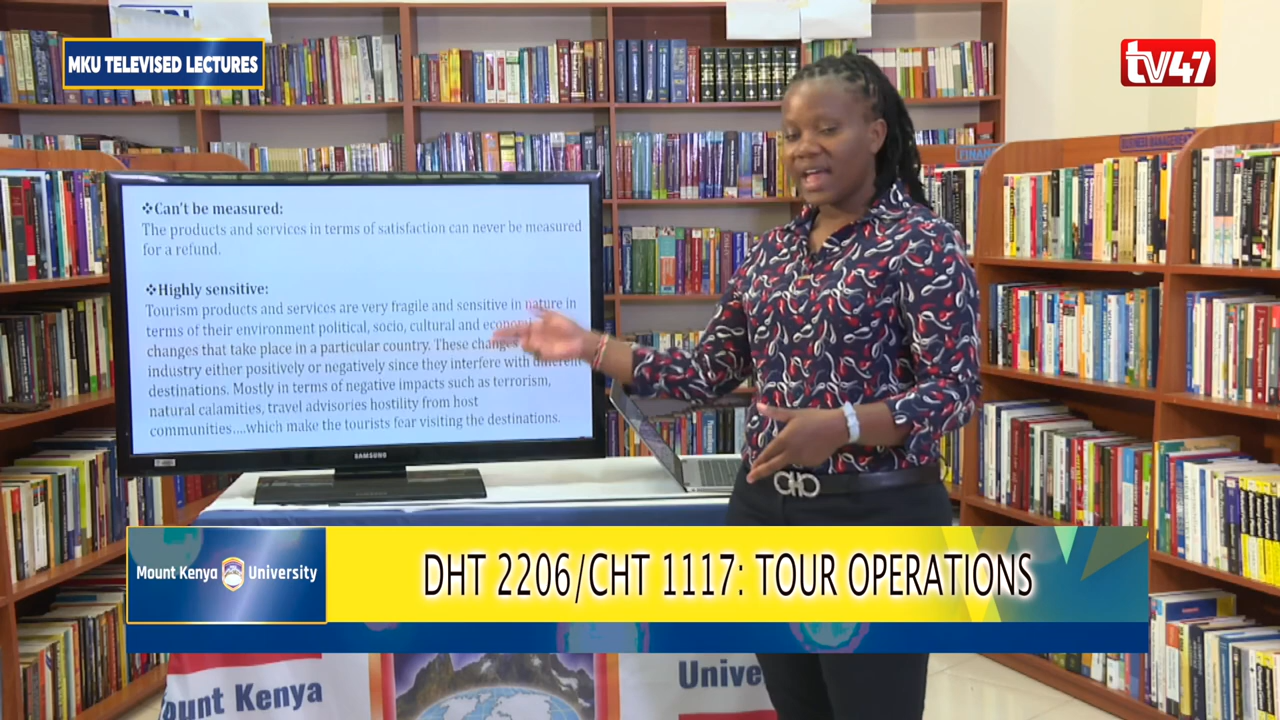 MKU TELEVISED LECTURES
tv47
FINANC
BUSINESS MANAGEMENT
❖Can't be measured:
The products and services in terms of satisfaction can never be measured
for a refund.
❖Highly sensitive:
Tourism products and services are very fragile and sensitive in nature in
terms of their environment political, socio, cultural and
changes that take place in a particular country. These
industry either positively or negatively since they interfere with different
destinations. Mostly in terms of negative impacts such as terrorism,
natural calamities, travel advisories hostility from host
communities....which make the tourists fear visiting the destinations.
SAMSUNG
Mount Kenya University
DHT 2206/CHT 1117: TOUR OPERATIONS
ount Kenya
Unive